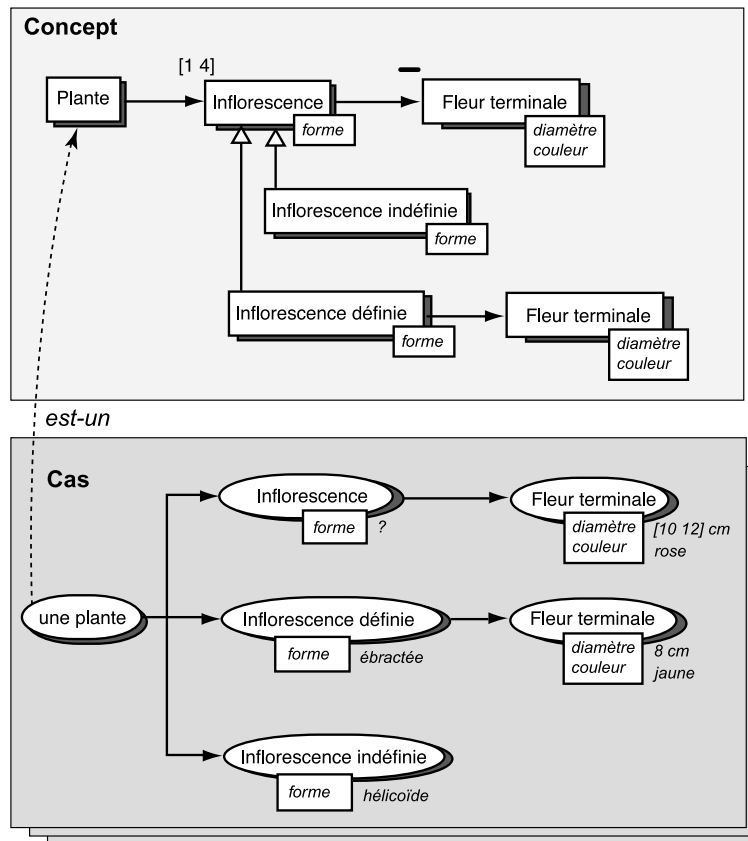 Concept
[1 4]
–
Plante
Inflorescence
forme
Fleur terminale
diamètre
couleur
Inflorescence indéfinie
forme
Inflorescence définie
forme
Fleur terminale
diamètre
couleur
est-un
Cas
Inflorescence
forme
?
Fleur terminale
diamètre
couleur
[10 12] cm
rose
une plante
Inflorescence définie
forme
ébractée
Fleur terminale
diamètre
couleur
8 cm
jaune
Inflorescence indéfinie
forme
hélicoïde